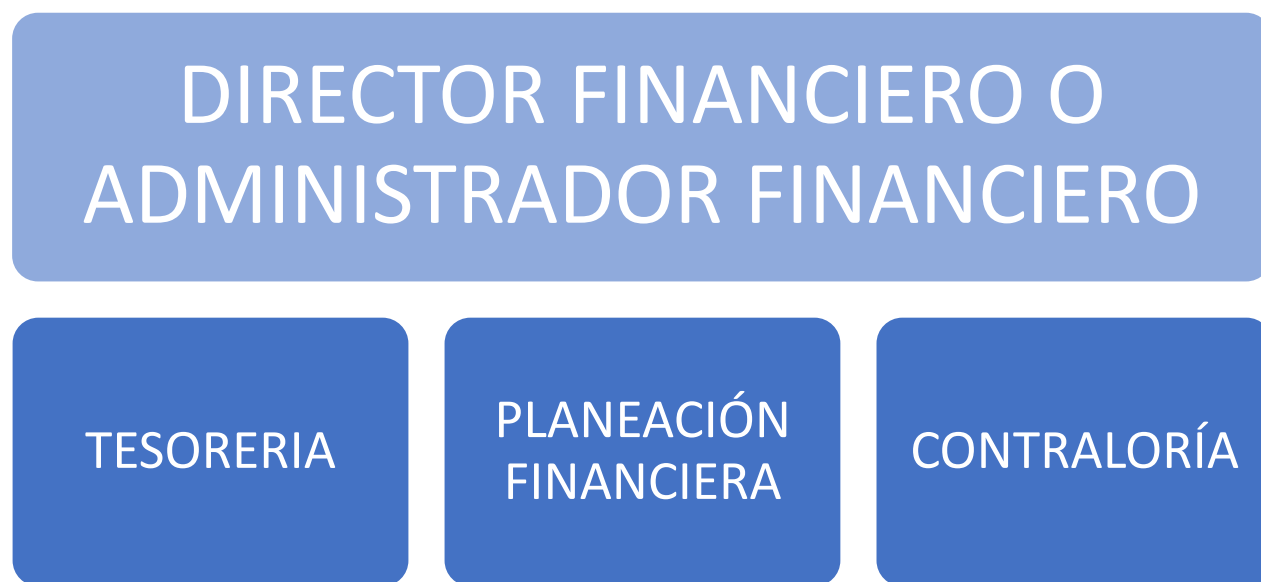 DIRECTOR FINANCIERO O
ADMINISTRADOR FINANCIERO
TESORERIA
PLANEACIÓN
FINANCIERA
CONTRALORÍA